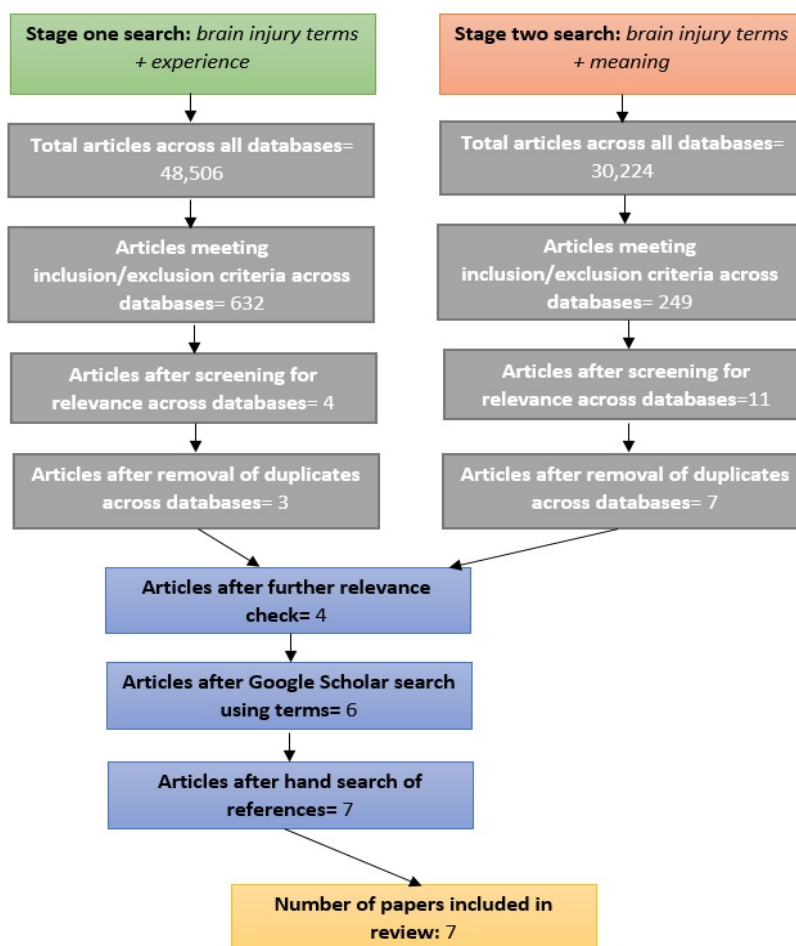 Stage one search: brain injury terms
+ experience
Stage two search: brain injury terms
+ meaning
Total articles across all databases=
48,506
Total articles across all databases=
30,224
Articles meeting
inclusion/exclusion criteria across
databases= 632
Articles meeting
inclusion/exclusion criteria across
databases= 249
Articles after screening for
relevance across databases= 4
Articles after screening for
relevance across databases=11
Articles after removal of duplicates
across databases= 3
Articles after removal of duplicates
across databases= 7
Articles after further relevance
check= 4
Articles after Google Scholar search
using terms= 6
Articles after hand search of
references= 7
Number of papers included in
review: 7